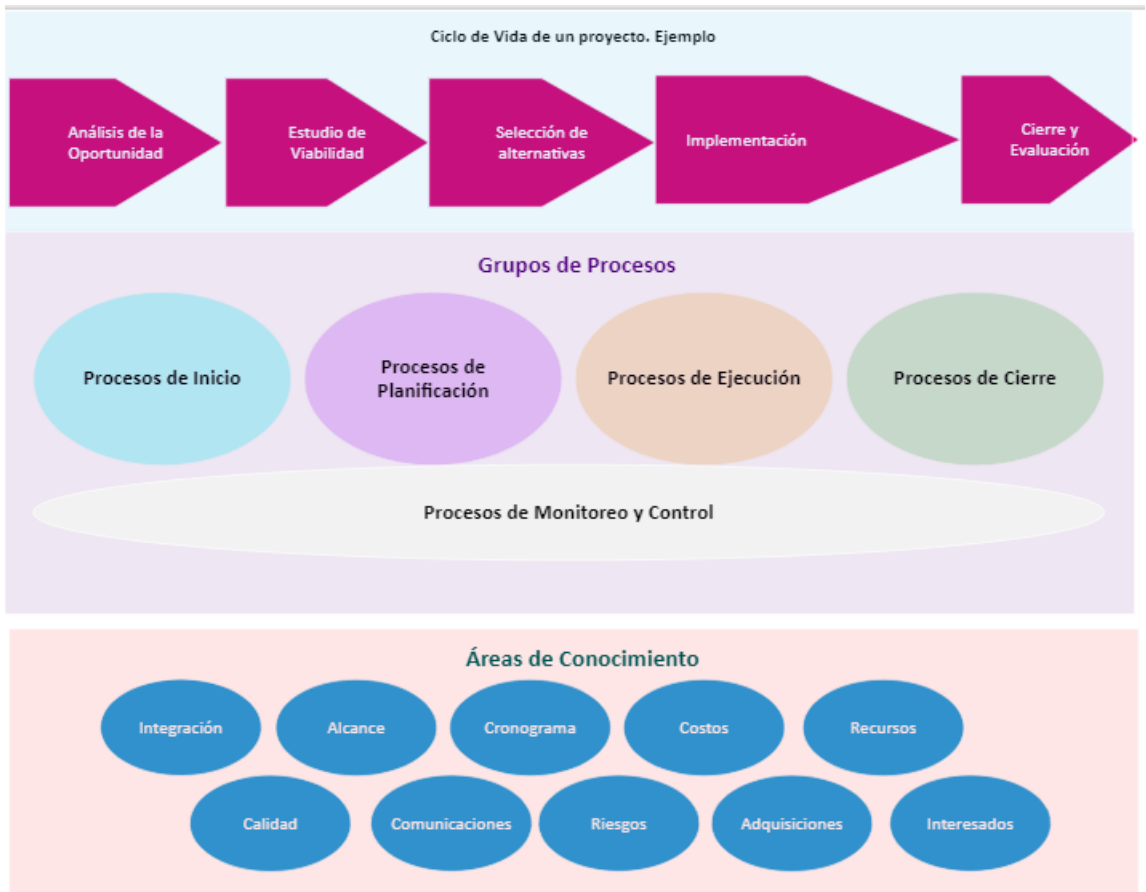 Ciclo de Vida de un proyecto. Ejemplo
Análisis de la
Oportunidad
Estudio de
Viabilidad
Selección de
alternativas
Implementación
Cierre y
Evaluación
Grupos de Procesos
Procesos de Inicio
Procesos de
Planificación
Procesos de Ejecución
Procesos de Cierre
Procesos de Monitoreo y Control
Áreas de Conocimiento
Integración
Alcance
Cronograma
Costos
Recursos
Calidad
Comunicaciones
Riesgos
Adquisiciones
Interesados